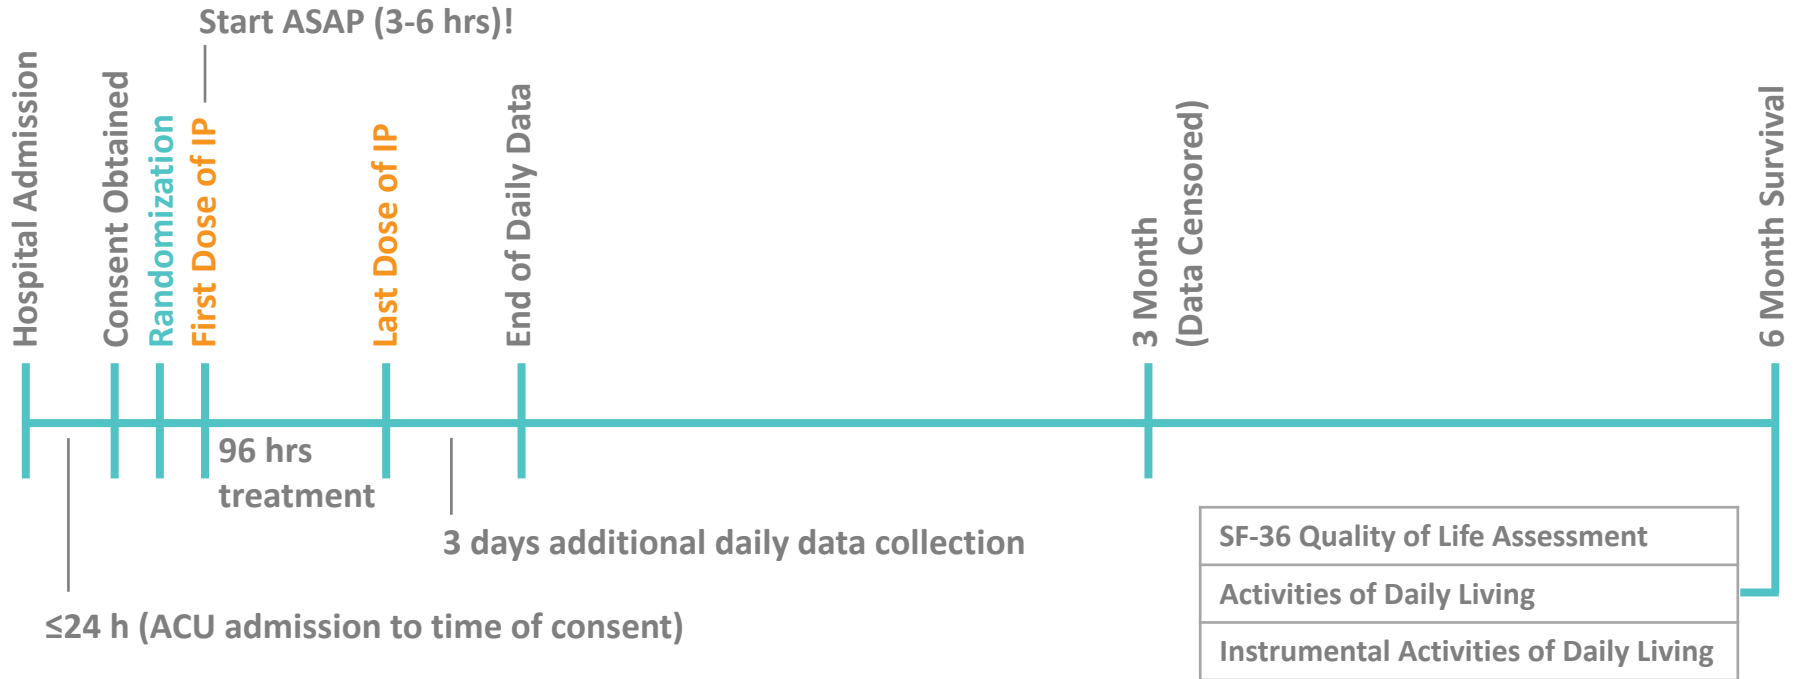 Start ASAP (3-6 hrs)!
Hospital Admission
Consent Obtained
Randomization
First Dose of IP
Last Dose of IP
End of Daily Data
3 Month
(Data Censored)
6 Month Survival
96 hrs
treatment
3 days additional daily data collection
≤24 h (ACU admission to time of consent)
SF-36 Quality of Life Assessment
Activities of Daily Living
Instrumental Activities of Daily Living